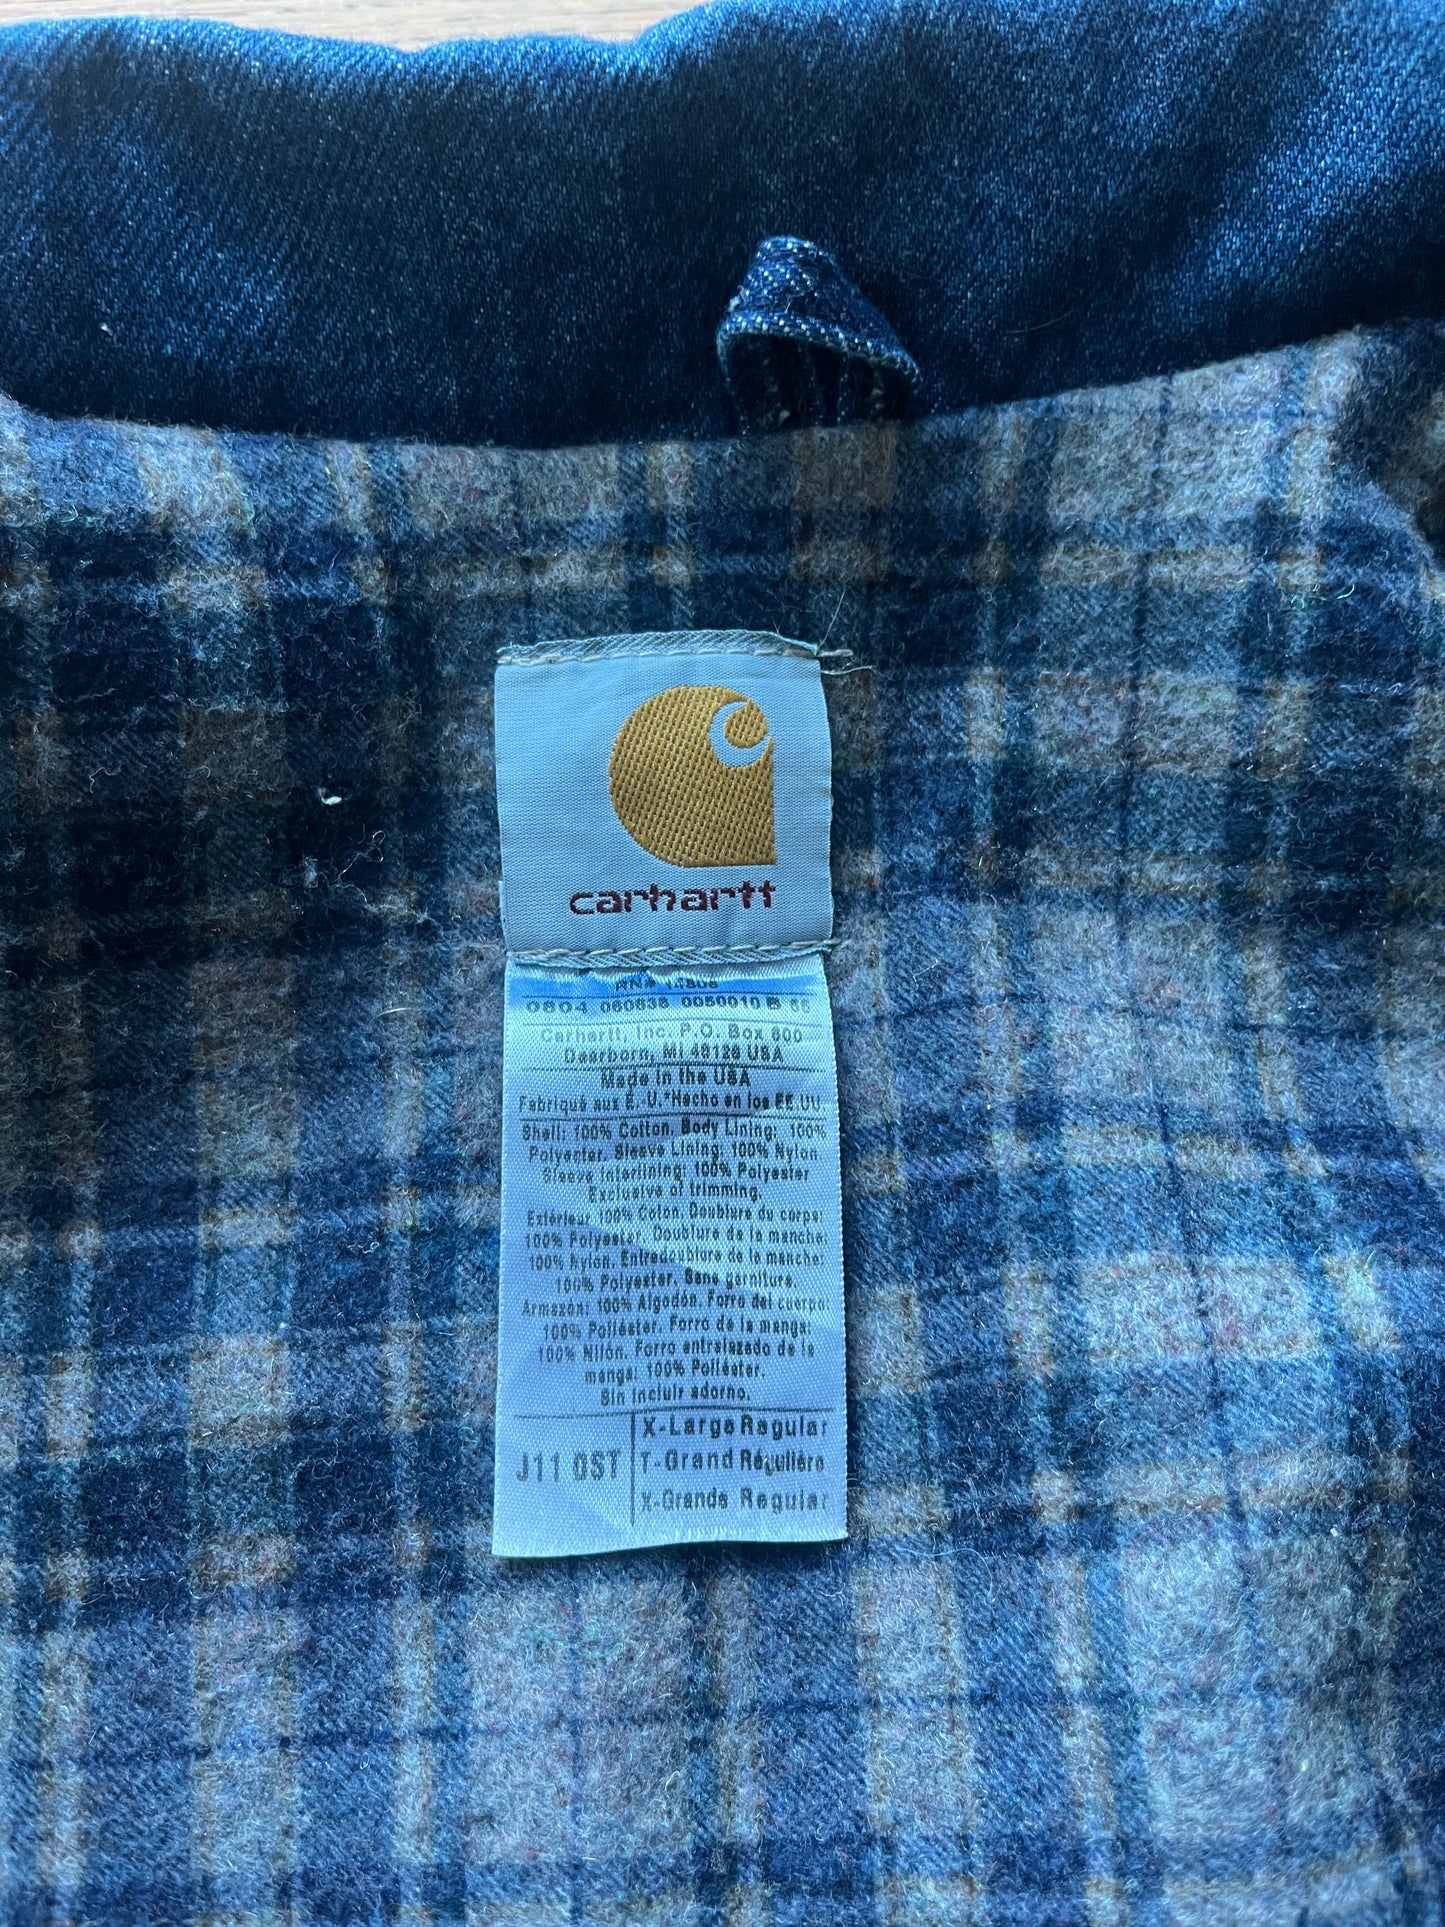 carhartt
RN# 14806
0804 060838 0050010 B 56
Carhartt, Inc. P.O. Box 600
Dearborn, MI 48126 USA
Made in the USA
Fabriqué aux É.-U.*Hecho en los EE.UU
Shell: 100% Cotton. Body Lining: 100%
Polyester. Sleeve Lining: 100% Nylon
Sleeve Interlining: 100% Polyester
Exclusive of trimming.
Extérieur 100% Coton. Doublure du corps:
100% Polyester. Doublure de la manche:
100% Nylon. Entredoublure de la manche:
100% Polyester. Sans garniture.
Armazón: 100% Algodón. Forro del cuerpo:
100% Poliéster. Forro de la manga:
100% Nilón. Forro entrelazado de la
manga: 100% Poliéster.
Sin incluir adorno.
J11 DST
X-Large Regular
T-Grand Régulière
X-Grande Regular